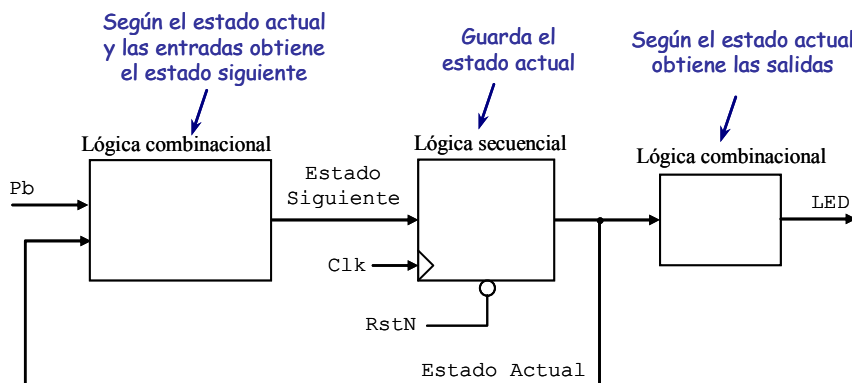 Según el estado actual
y las entradas obtiene
el estado siguiente
Guarda el
estado actual
Según el estado actual
obtiene las salidas
Lógica combinacional
Lógica secuencial
Lógica combinacional
Pb
Estado
Siguiente
LED
Clk
RstN
Estado Actual